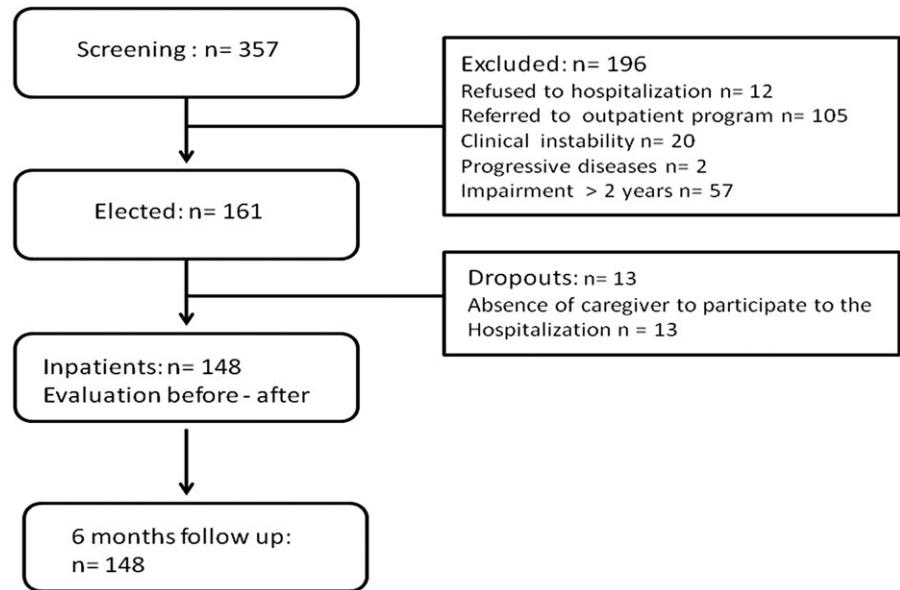 Screening : n= 357
Excluded: n= 196
Refused to hospitalization n= 12
Referred to outpatient program n= 105
Clinical instability n= 20
Progressive diseases n= 2
Impairment > 2 years n= 57
Elected: n= 161
Dropouts: n= 13
Absence of caregiver to participate to the
Hospitalization n = 13
Inpatients: n= 148
Evaluation before - after
6 months follow up:
n= 148